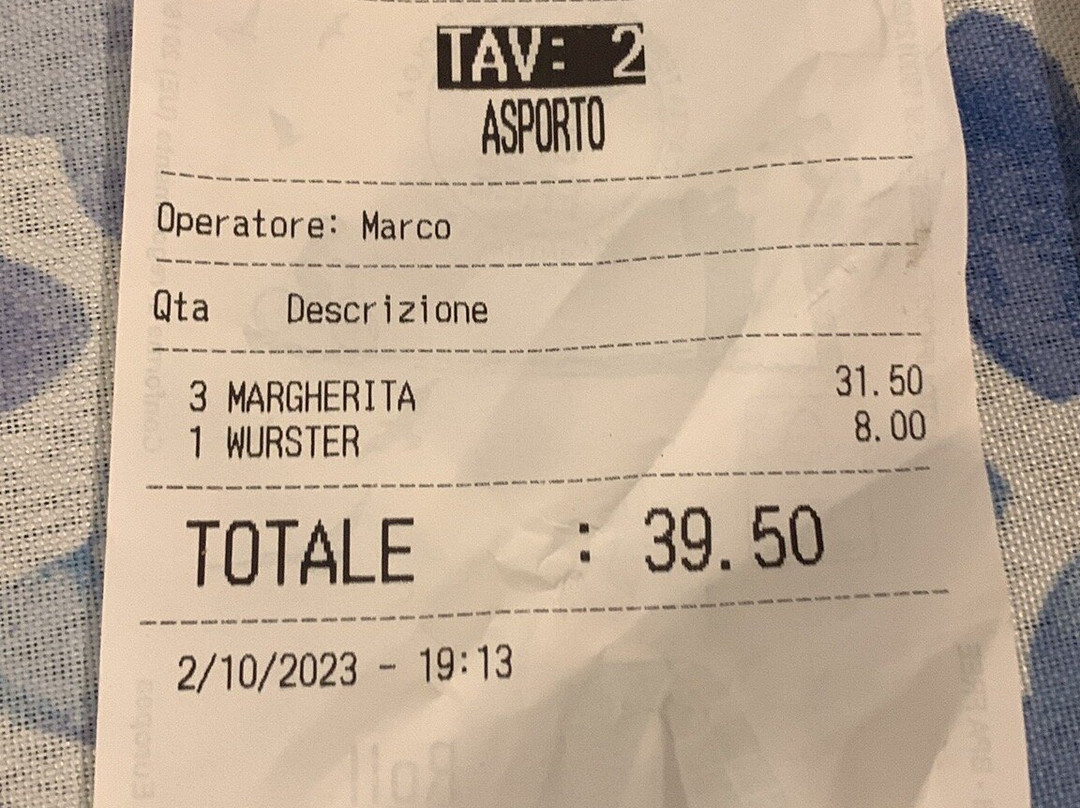 TAV: 2
ASPORTO
Operatore: Marco
Qta Descrizione
3 MARGHERITA 31.50
1 WURSTER 8.00
TOTALE : 39.50
2/10/2023 - 19:13